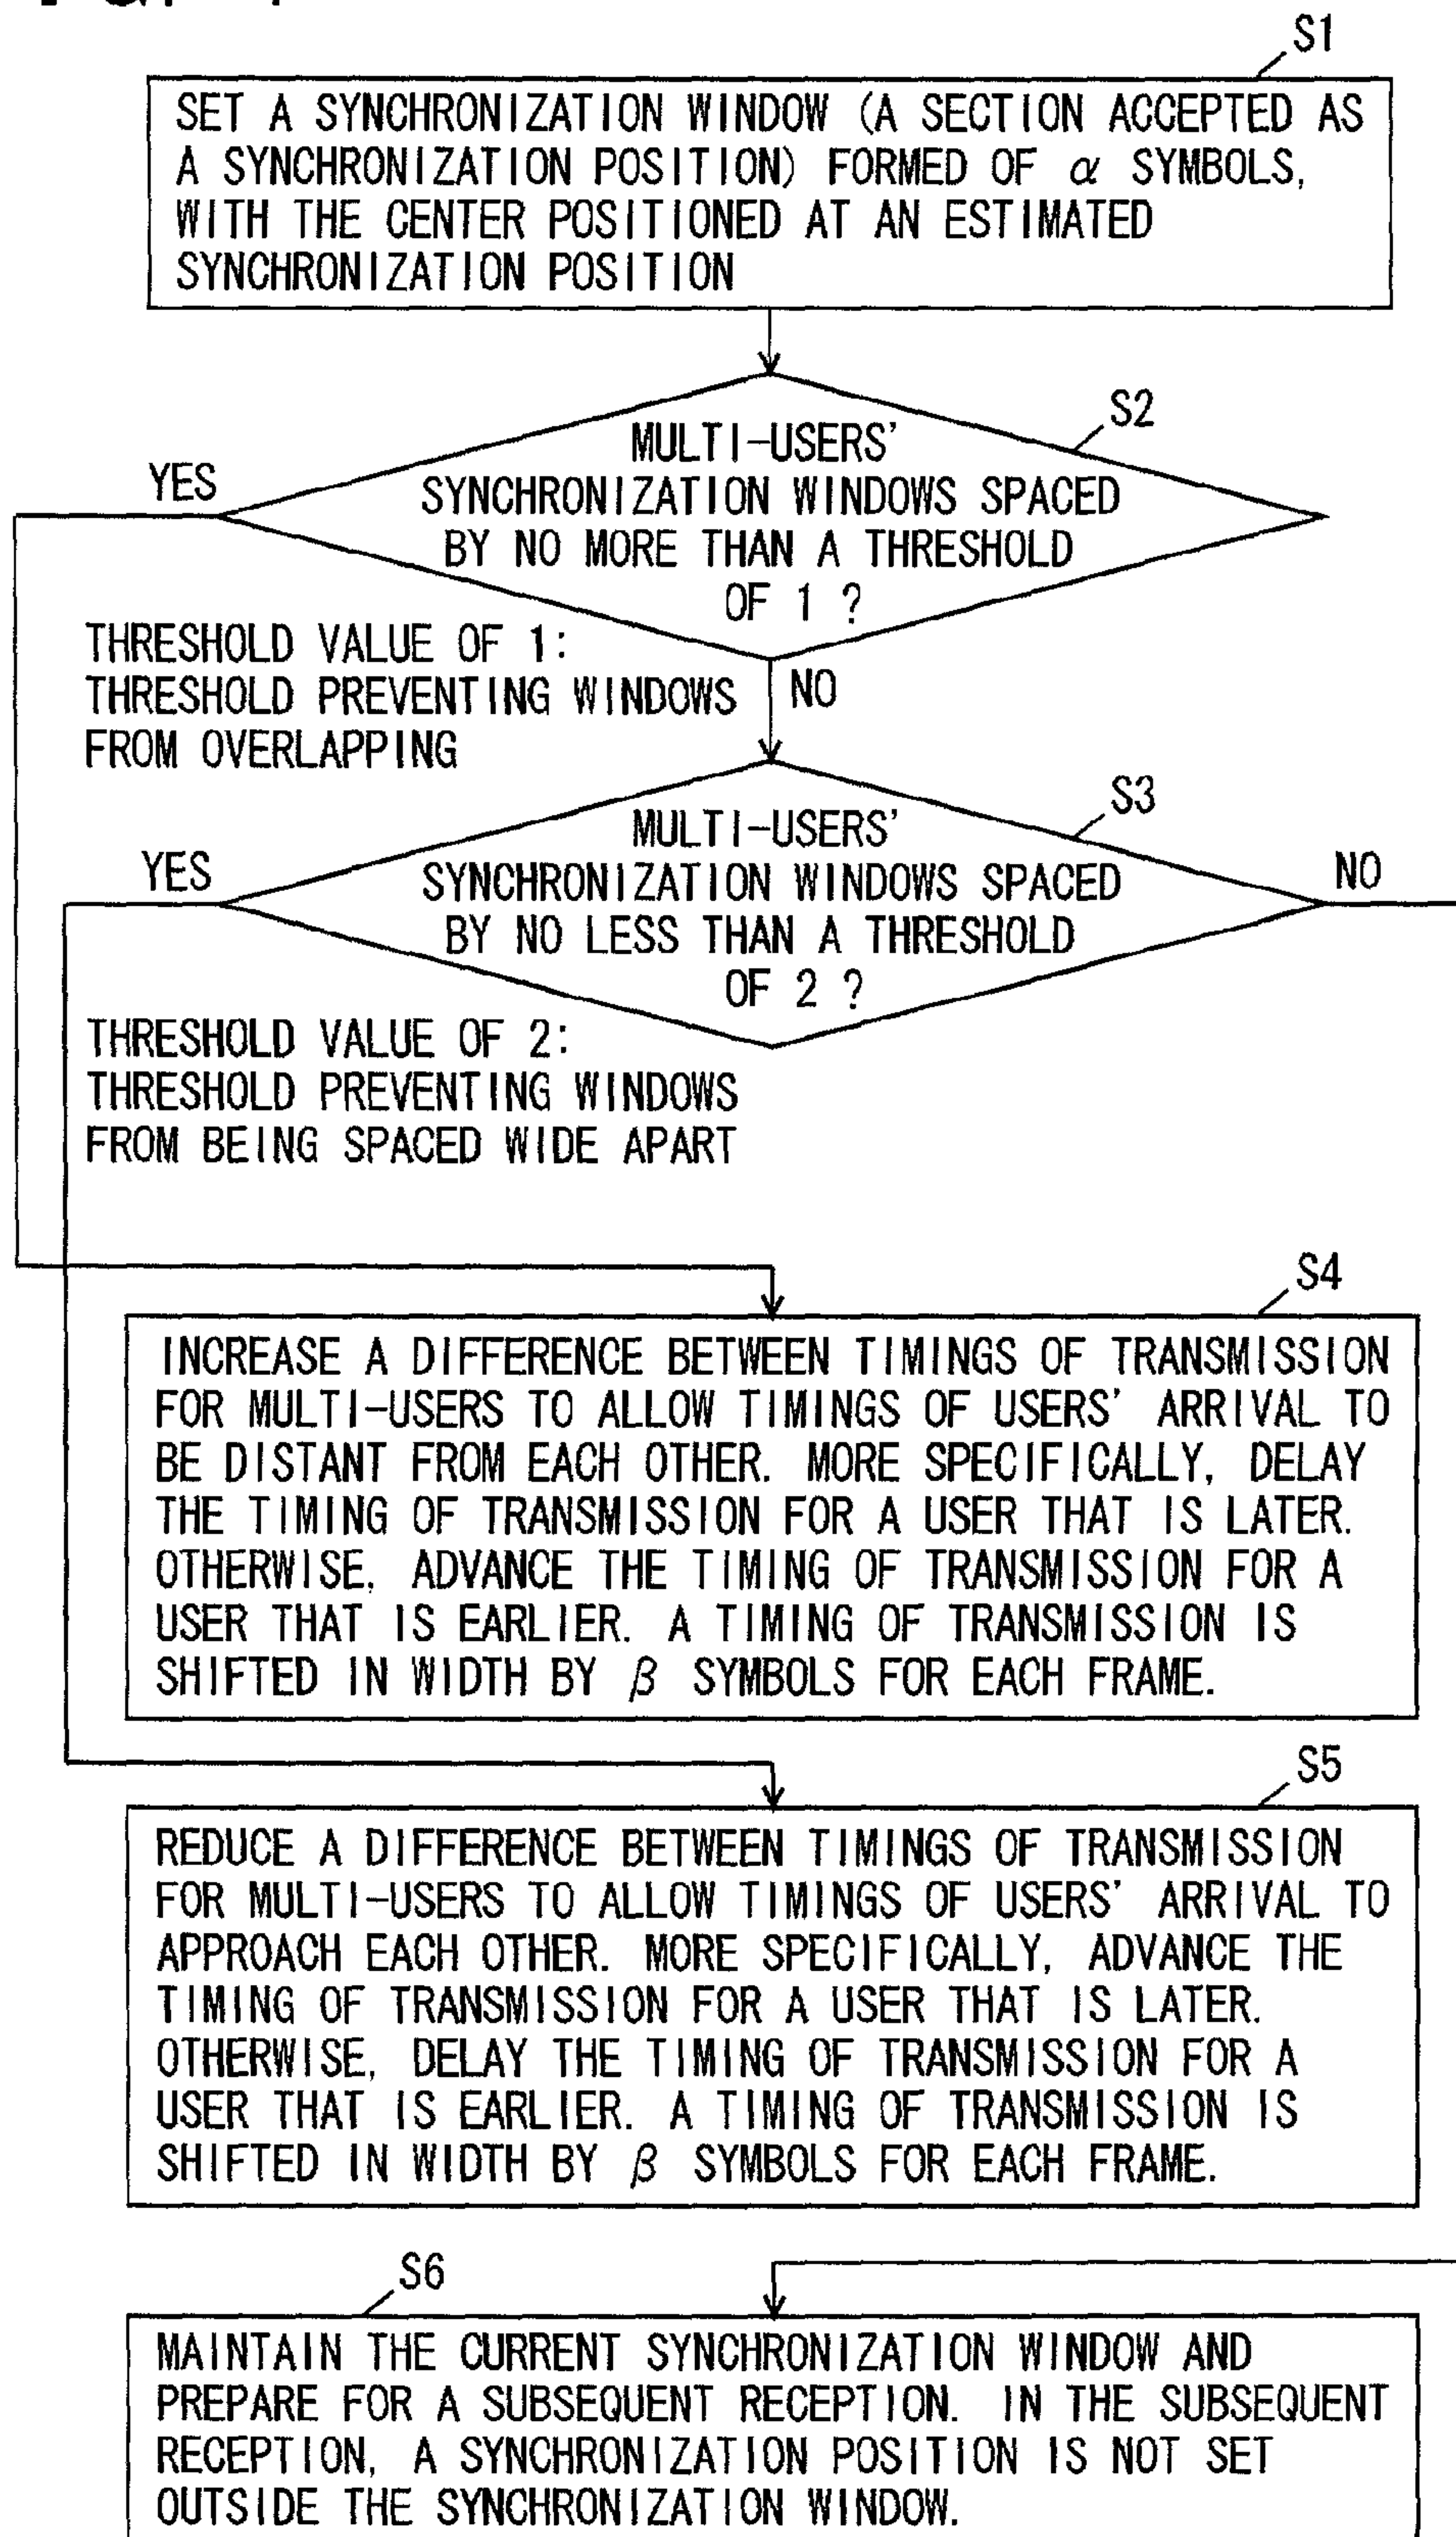 S1
SET A SYNCHRONIZATION WINDOW (A SECTION ACCEPTED AS
A SYNCHRONIZATION POSITION) FORMED OF α SYMBOLS,
WITH THE CENTER POSITIONED AT AN ESTIMATED
SYNCHRONIZATION POSITION
S2
MULTI-USERS'
YES
SYNCHRONIZATION WINDOWS SPACED
BY NO MORE THAN A THRESHOLD
OF 1 ?
THRESHOLD VALUE OF 1:
THRESHOLD PREVENTING WINDOWS
FROM OVERLAPPING
NO
S3
MULTI-USERS'
YES
SYNCHRONIZATION WINDOWS SPACED
NO
BY NO LESS THAN A THRESHOLD
OF 2 ?
THRESHOLD VALUE OF 2:
THRESHOLD PREVENTING WINDOWS
FROM BEING SPACED WIDE APART
S4
INCREASE A DIFFERENCE BETWEEN TIMINGS OF TRANSMISSION
FOR MULTI-USERS TO ALLOW TIMINGS OF USERS' ARRIVAL TO
BE DISTANT FROM EACH OTHER. MORE SPECIFICALLY, DELAY
THE TIMING OF TRANSMISSION FOR A USER THAT IS LATER.
OTHERWISE, ADVANCE THE TIMING OF TRANSMISSION FOR A
USER THAT IS EARLIER. A TIMING OF TRANSMISSION IS
SHIFTED IN WIDTH BY β SYMBOLS FOR EACH FRAME.
S5
REDUCE A DIFFERENCE BETWEEN TIMINGS OF TRANSMISSION
FOR MULTI-USERS TO ALLOW TIMINGS OF USERS' ARRIVAL TO
APPROACH EACH OTHER. MORE SPECIFICALLY, ADVANCE THE
TIMING OF TRANSMISSION FOR A USER THAT IS LATER.
OTHERWISE, DELAY THE TIMING OF TRANSMISSION FOR A
USER THAT IS EARLIER. A TIMING OF TRANSMISSION IS
SHIFTED IN WIDTH BY β SYMBOLS FOR EACH FRAME.
S6
MAINTAIN THE CURRENT SYNCHRONIZATION WINDOW AND
PREPARE FOR A SUBSEQUENT RECEPTION. IN THE SUBSEQUENT
RECEPTION, A SYNCHRONIZATION POSITION IS NOT SET
OUTSIDE THE SYNCHRONIZATION WINDOW.